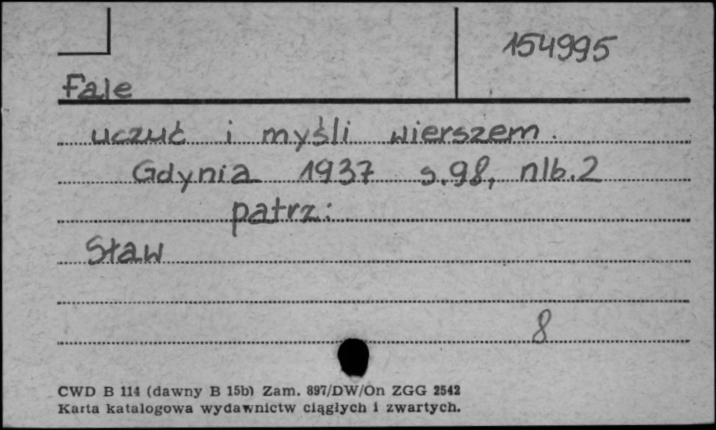 154995
Fale
uczuć i myśli wierszem.
Gdynia 1937 s.98, nlb.2
patrz:
Staw
8
CWD B 114 (dawny B 15b) Zam. 897/DW/On ZGG 2542
Karta katalogowa wydawnictw ciągłych i zwartych.